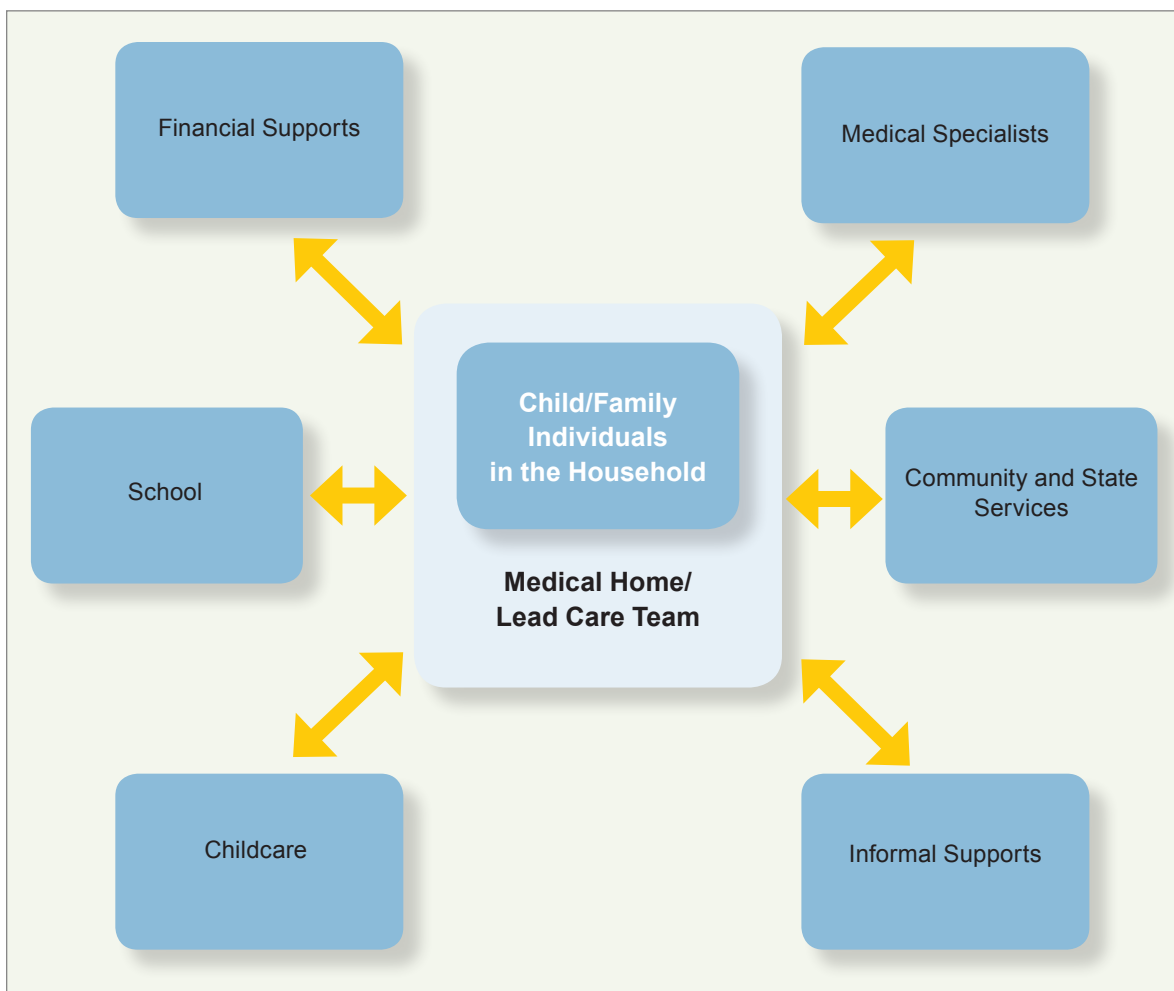 Financial Supports
Medical Specialists
Child/Family
Individuals
in the Household
School
Community and State
Services
Medical Home/
Lead Care Team
Childcare
Informal Supports